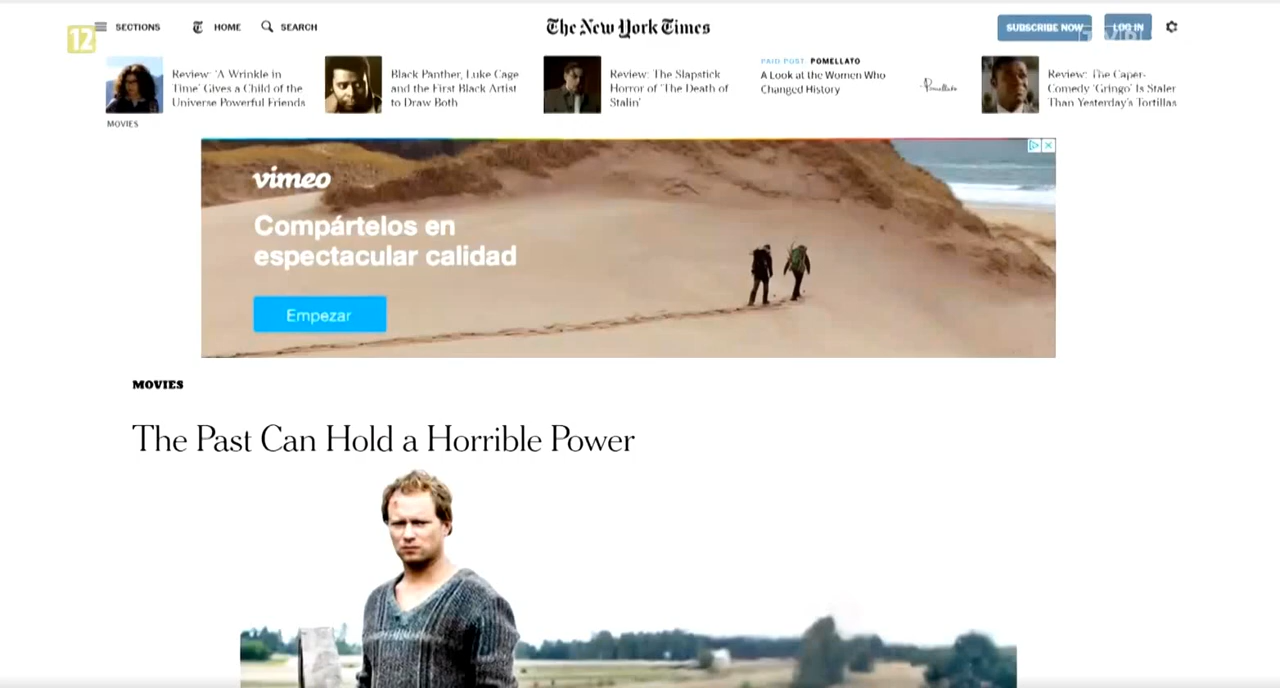 12
SECTIONS
HOME
SEARCH
The New York Times
SUBSCRIBE NOW
LOG IN
Review: 'A Wrinkle in
Time' Gives a Child of the
Universe Powerful Friends
Black Panther, Luke Cage
and the First Black Artist
to Draw Both
Review: The Slapstick
Horror of 'The Death of
Stalin'
PAID POST: POMELLATO
A Look at the Women Who
Changed History
Pomellato
Review: The Caper-
Comedy 'Gringo' Is Staler
Than Yesterday's Tortillas
MOVIES
vimeo
Compártelos en
espectacular calidad
Empezar
MOVIES
The Past Can Hold a Horrible Power